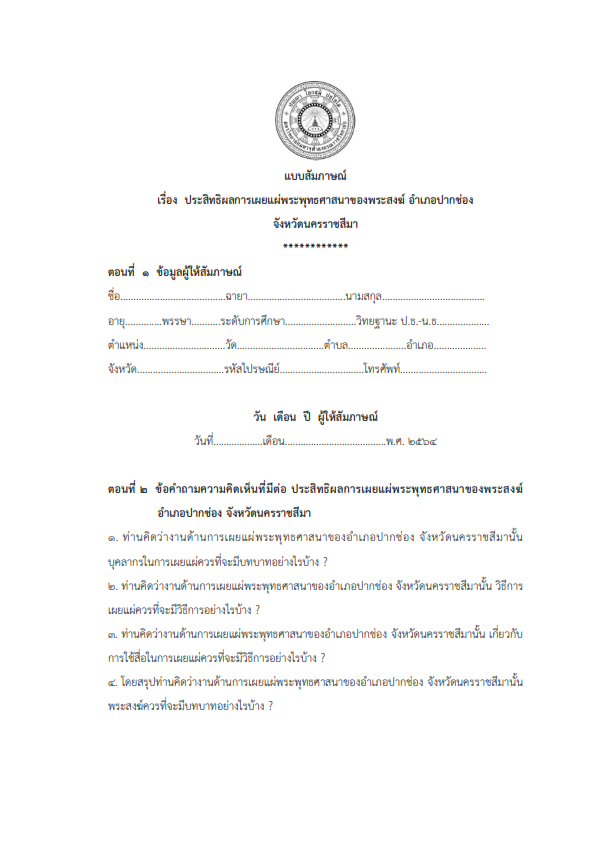 แบบสัมภาษณ์
เรื่อง ประสิทธิผลการเผยแผ่พระพุทธศาสนาของพระสงฆ์ อำเภอปากช่อง
จังหวัดนครราชสีมา
************
ตอนที่ ๑ ข้อมูลผู้ให้สัมภาษณ์
ชื่อ........................................ฉายา.....................................นามสกุล.......................................
อายุ..............พรรษา...........ระดับการศึกษา...........................วิทยฐานะ ป.ธ.-น.ธ....................
ตำแหน่ง...............................วัด.................................ตำบล......................อำเภอ....................
จังหวัด.................................รหัสไปรษณีย์................................โทรศัพท์.................................
วัน เดือน ปี ผู้ให้สัมภาษณ์
วันที่...................เดือน.......................................พ.ศ. ๒๕๖๔
ตอนที่ ๒ ข้อคำถามความคิดเห็นที่มีต่อ ประสิทธิผลการเผยแผ่พระพุทธศาสนาของพระสงฆ์
อำเภอปากช่อง จังหวัดนครราชสีมา
๑. ท่านคิดว่างานด้านการเผยแผ่พระพุทธศาสนาของอำเภอปากช่อง จังหวัดนครราชสีมานั้น
บุคลากรในการเผยแผ่ควรที่จะมีบทบาทอย่างไรบ้าง ?
๒. ท่านคิดว่างานด้านการเผยแผ่พระพุทธศาสนาของอำเภอปากช่อง จังหวัดนครราชสีมานั้น วิธีการ
เผยแผ่ควรที่จะมีวิธีการอย่างไรบ้าง ?
๓. ท่านคิดว่างานด้านการเผยแผ่พระพุทธศาสนาของอำเภอปากช่อง จังหวัดนครราชสีมานั้น เกี่ยวกับ
การใช้สื่อในการเผยแผ่ควรที่จะมีวิธีการอย่างไรบ้าง ?
๔. โดยสรุปท่านคิดว่างานด้านการเผยแผ่พระพุทธศาสนาของอำเภอปากช่อง จังหวัดนครราชสีมานั้น
พระสงฆ์ควรที่จะมีบทบาทอย่างไรบ้าง ?